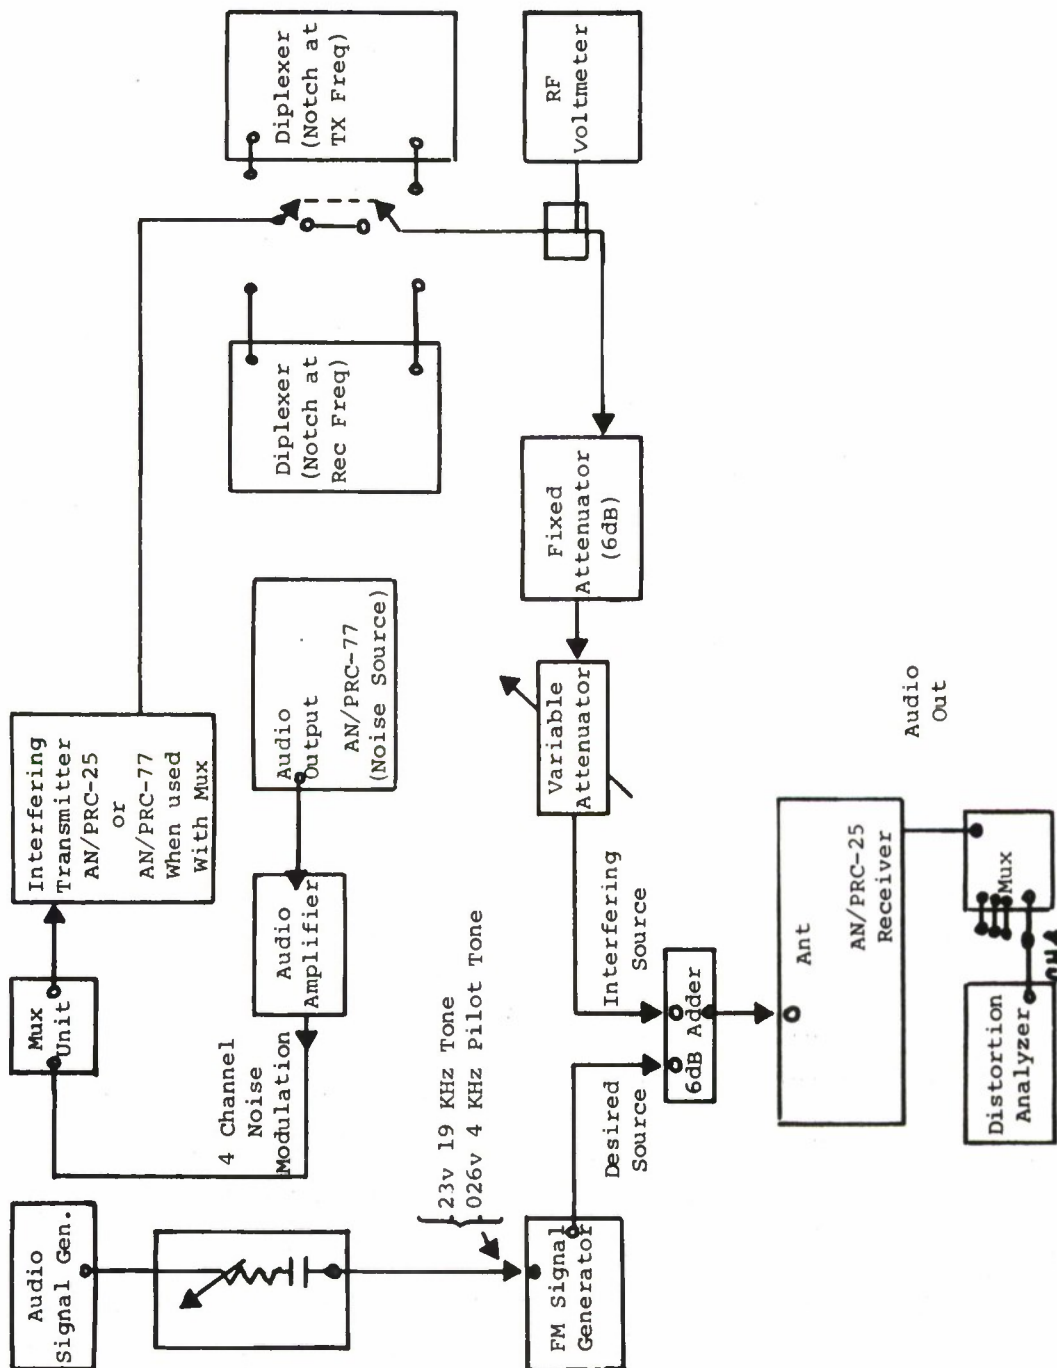 Audio
Signal Gen.
Mux
Unit
Interfering
Transmitter
AN/PRC-25
or
AN/PRC-77
When used
With Mux
4 Channel
Noise
Modulation
Audio
Amplifier
Audio
Output
AN/PRC-77
(Noise Source)
Diplexer
(Notch at
Rec Freq)
Diplexer
(Notch at
TX Freq)
.23v 19 KHz Tone
.026v 4 KHz Pilot Tone
FM Signal
Generator
Desired
Source
Interfering
Source
6dB Adder
Variable
Attenuator
Fixed
Attenuator
(6dB)
RF
Voltmeter
Ant
AN/PRC-25
Receiver
Audio
Out
Distortion
Analyzer
Mux